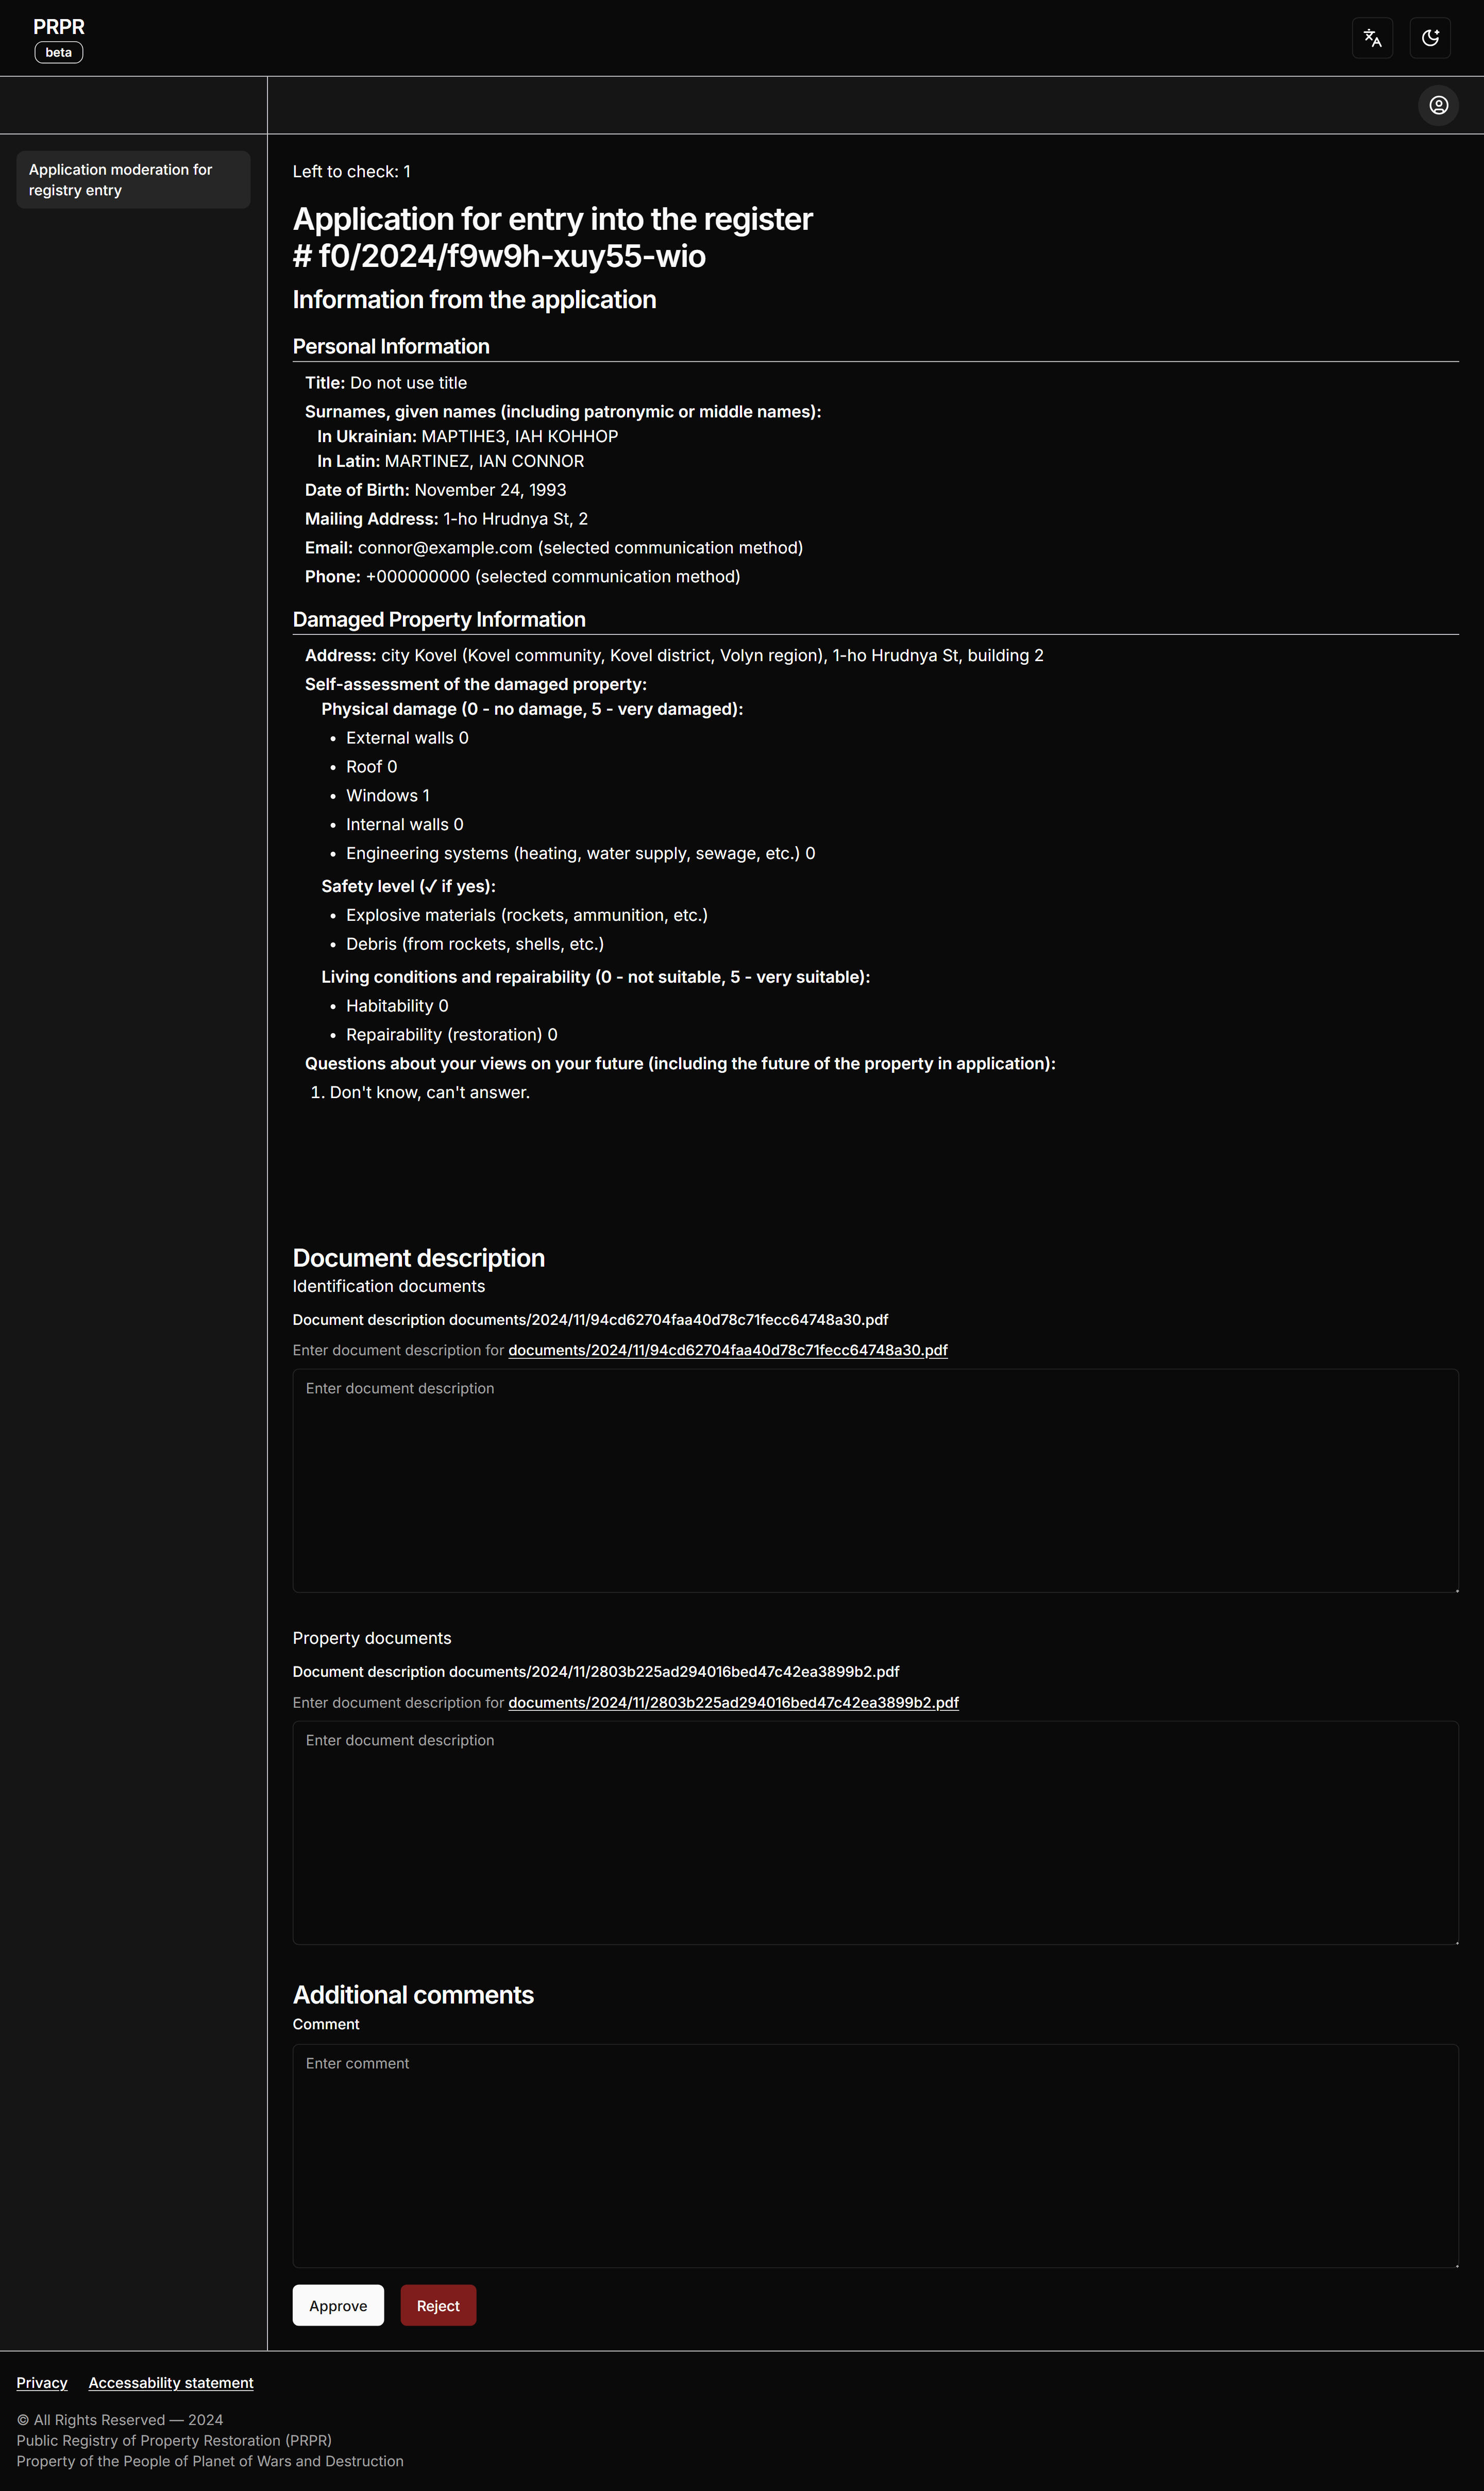 PRPR
beta
Application moderation for
registry entry
Left to check: 1
Application for entry into the register
# f0/2024/f9w9h-xuy55-wio
Information from the application
Personal Information
Title: Do not use title
Surnames, given names (including patronymic or middle names):
In Ukrainian: МАРТІНЕЗ, ІАН КОННОР
In Latin: MARTINEZ, IAN CONNOR
Date of Birth: November 24, 1993
Mailing Address: 1-ho Hrudnya St, 2
Email: connor@example.com (selected communication method)
Phone: +000000000 (selected communication method)
Damaged Property Information
Address: city Kovel (Kovel community, Kovel district, Volyn region), 1-ho Hrudnya St, building 2
Self-assessment of the damaged property:
Physical damage (0 - no damage, 5 - very damaged):
• External walls 0
• Roof 0
• Windows 1
• Internal walls 0
• Engineering systems (heating, water supply, sewage, etc.) 0
Safety level (✓ if yes):
• Explosive materials (rockets, ammunition, etc.)
• Debris (from rockets, shells, etc.)
Living conditions and repairability (0 - not suitable, 5 - very suitable):
• Habitability 0
• Repairability (restoration) 0
Questions about your views on your future (including the future of the property in application):
1. Don't know, can't answer.
Document description
Identification documents
Document description documents/2024/11/94cd62704faa40d78c71fecc64748a30.pdf
Enter document description for documents/2024/11/94cd62704faa40d78c71fecc64748a30.pdf
Enter document description
Property documents
Document description documents/2024/11/2803b225ad294016bed47c42ea3899b2.pdf
Enter document description for documents/2024/11/2803b225ad294016bed47c42ea3899b2.pdf
Enter document description
Additional comments
Comment
Enter comment
Approve Reject
Privacy Accessability statement
© All Rights Reserved — 2024
Public Registry of Property Restoration (PRPR)
Property of the People of Planet of Wars and Destruction